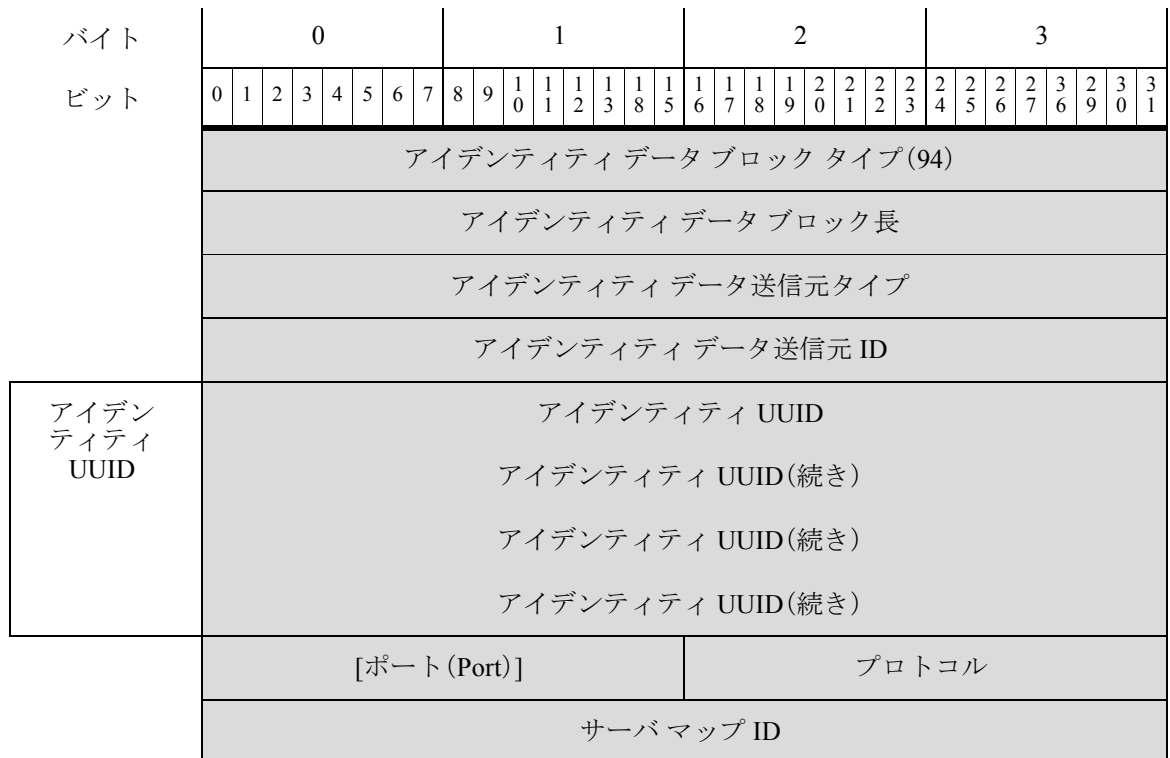 バイト 0 1 2 3
ビット 0 1 2 3 4 5 6 7 8 9 10 11 12 13 18 15 16 17 18 19 20 21 22 23 24 25 26 27 36 29 30 31
アイデンティティ データ ブロック タイプ(94)
アイデンティティ データ ブロック長
アイデンティティ データ送信元タイプ
アイデンティティ データ送信元 ID
アイデン
ティティ
UUID
アイデンティティ UUID
アイデンティティ UUID(続き)
アイデンティティ UUID(続き)
アイデンティティ UUID(続き)
[ポート(Port)] プロトコル
サーバ マップ ID